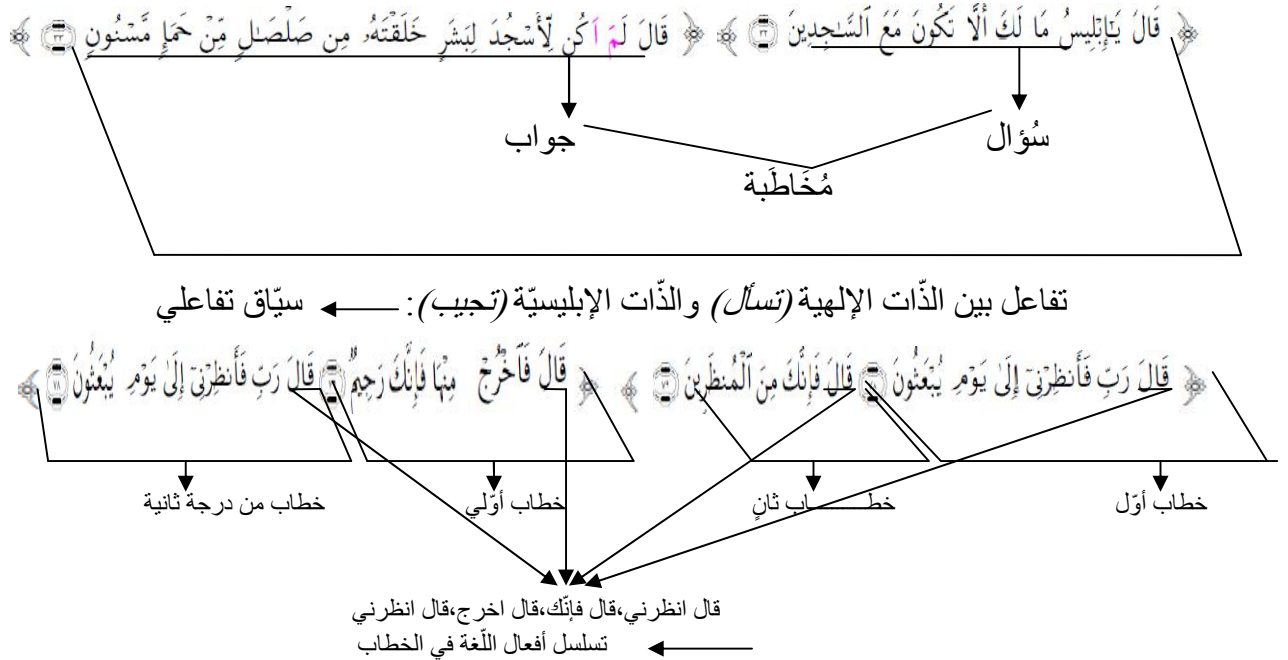 ﴿ قَالَ يَٰٓإِبْلِيسُ مَا لَكَ أَلَّا تَكُونَ مَعَ ٱلسَّٰجِدِينَ ﴾ ﴿ قَالَ لَمَ اَكُن لِّأَسْجُدَ لِبَشَرٍ خَلَقْتَهُۥ مِن صَلْصَٰلٍ مِّنْ حَمَإٍ مَّسْنُونٍ ﴾
سُؤال جواب
مُخَاطَبة
تفاعل بين الذّات الإلهية (تسأل) والذّات الإبليسيّة (تجيب): سيّاق تفاعلي
﴿ قَالَ رَبِّ فَأَنظِرْنِىٓ إِلَىٰ يَوْمِ يُبْعَثُونَ قَالَ فَإِنَّكَ مِنَ ٱلْمُنظَرِينَ ﴾ ﴿ قَالَ فَٱخْرُجْ مِنْهَا فَإِنَّكَ رَجِيمٌ قَالَ رَبِّ فَأَنظِرْنِىٓ إِلَىٰ يَوْمِ يُبْعَثُونَ ﴾
خطاب أوّل خطـــاب ثانٍ خطاب أوّلي خطاب من درجة ثانية
قال انظرني،قال فإنّك،قال اخرج،قال انظرني
تسلسل أفعال اللّغة في الخطاب